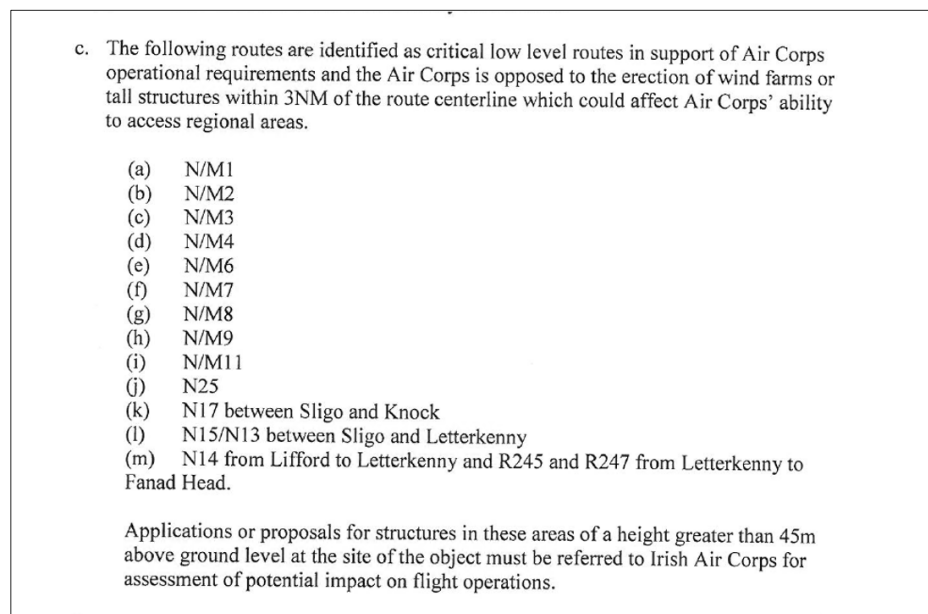 c. The following routes are identified as critical low level routes in support of Air Corps
operational requirements and the Air Corps is opposed to the erection of wind farms or
tall structures within 3NM of the route centerline which could affect Air Corps' ability
to access regional areas.
(a) N/M1
(b) N/M2
(c) N/M3
(d) N/M4
(e) N/M6
(f) N/M7
(g) N/M8
(h) N/M9
(i) N/M11
(j) N25
(k) N17 between Sligo and Knock
(l) N15/N13 between Sligo and Letterkenny
(m) N14 from Lifford to Letterkenny and R245 and R247 from Letterkenny to
Fanad Head.
Applications or proposals for structures in these areas of a height greater than 45m
above ground level at the site of the object must be referred to Irish Air Corps for
assessment of potential impact on flight operations.